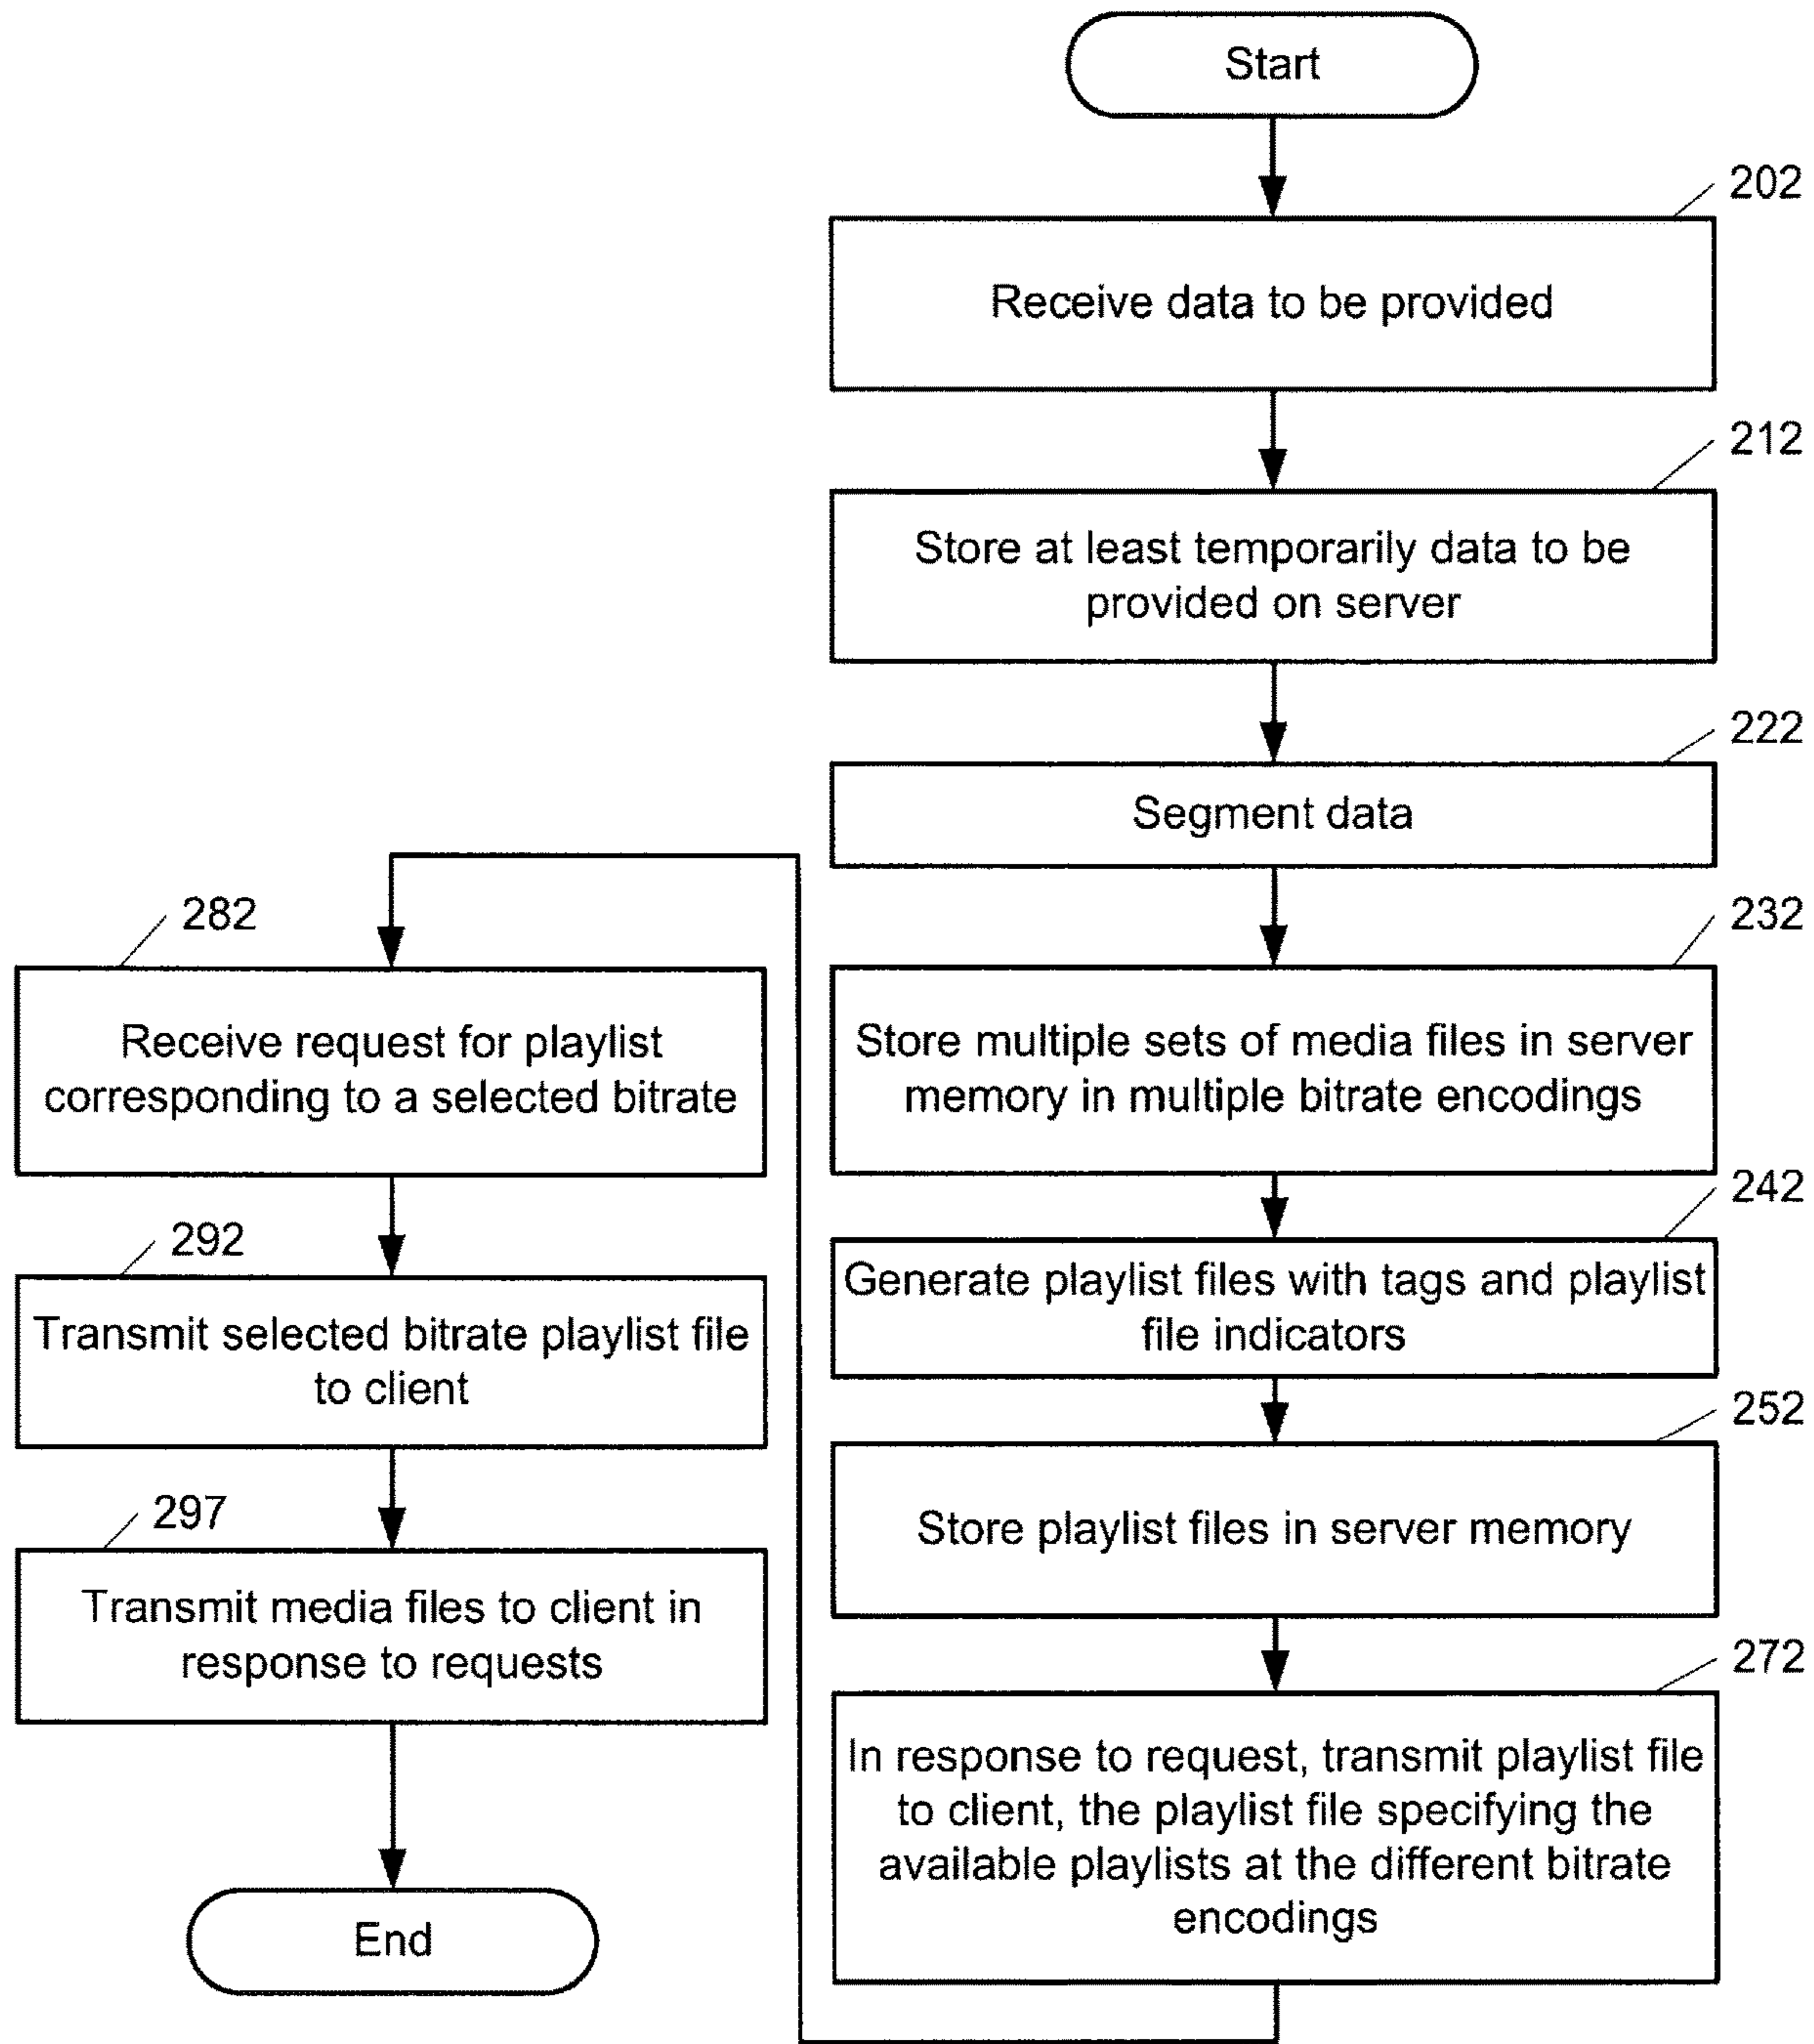 Start
202
Receive data to be provided
212
Store at least temporarily data to be
provided on server
222
Segment data
232
Store multiple sets of media files in server
memory in multiple bitrate encodings
242
Generate playlist files with tags and playlist
file indicators
252
Store playlist files in server memory
272
In response to request, transmit playlist file
to client, the playlist file specifying the
available playlists at the different bitrate
encodings
282
Receive request for playlist
corresponding to a selected bitrate
292
Transmit selected bitrate playlist file
to client
297
Transmit media files to client in
response to requests
End